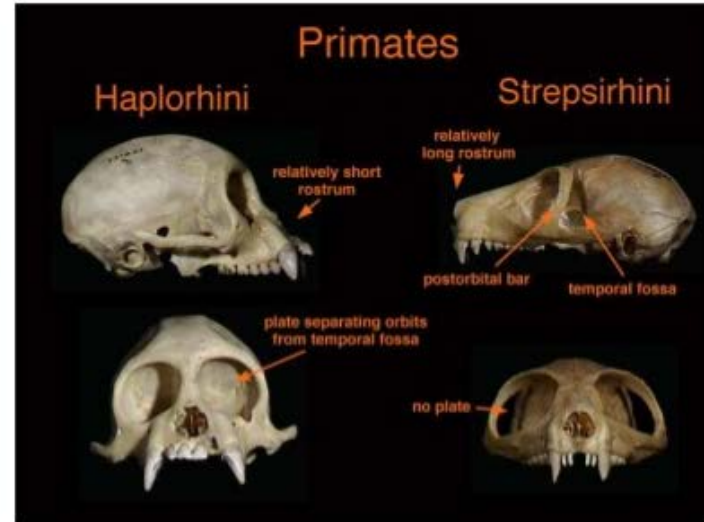 Primates
Haplorhini
Strepsirhini
relatively short
rostrum
relatively
long rostrum
postorbital bar
temporal fossa
plate separating orbits
from temporal fossa
no plate